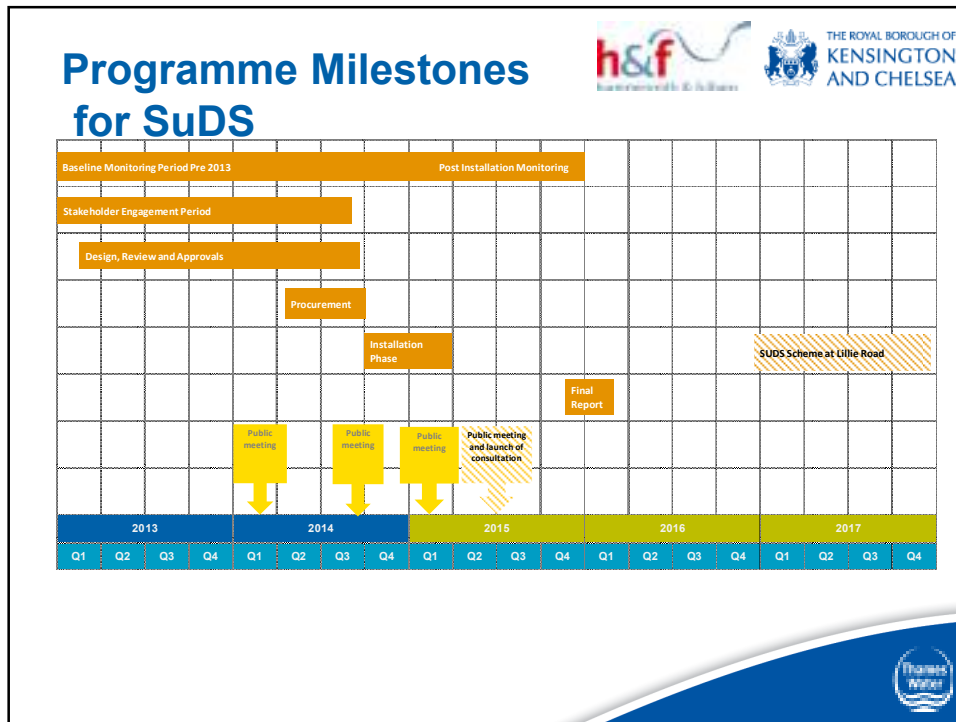 Programme Milestones
for SuDS
h&f
hammersmith & fulham
THE ROYAL BOROUGH OF
KENSINGTON
AND CHELSEA
Baseline Monitoring Period Pre 2013
Post Installation Monitoring
Stakeholder Engagement Period
Design, Review and Approvals
Procurement
Installation
Phase
SUDS Scheme at Lillie Road
Final
Report
Public
meeting
Public
meeting
Public
meeting
Public meeting
and launch of
consultation
2013 2014 2015 2016 2017
Q1 Q2 Q3 Q4 Q1 Q2 Q3 Q4 Q1 Q2 Q3 Q4 Q1 Q2 Q3 Q4 Q1 Q2 Q3 Q4
Thames
Water